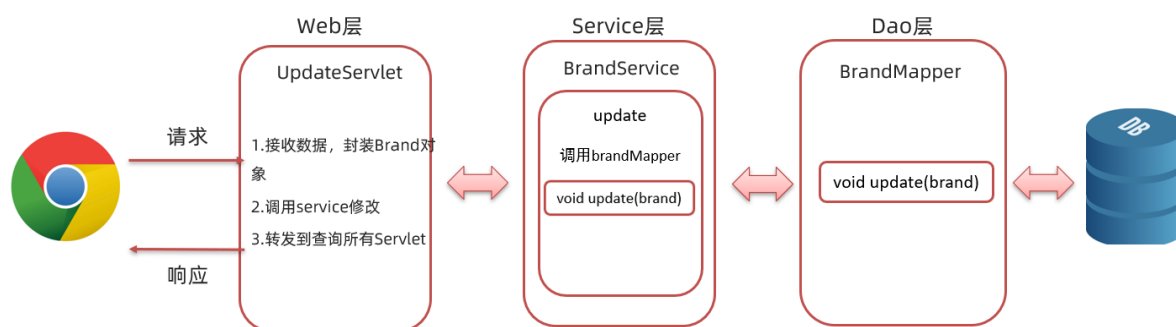 Web层
Service层
Dao层
UpdateServlet
BrandService
BrandMapper
请求
1.接收数据，封装Brand对
象
2.调用service修改
3.转发到查询所有Servlet
响应
update
调用brandMapper
void update(brand)
void update(brand)
DB